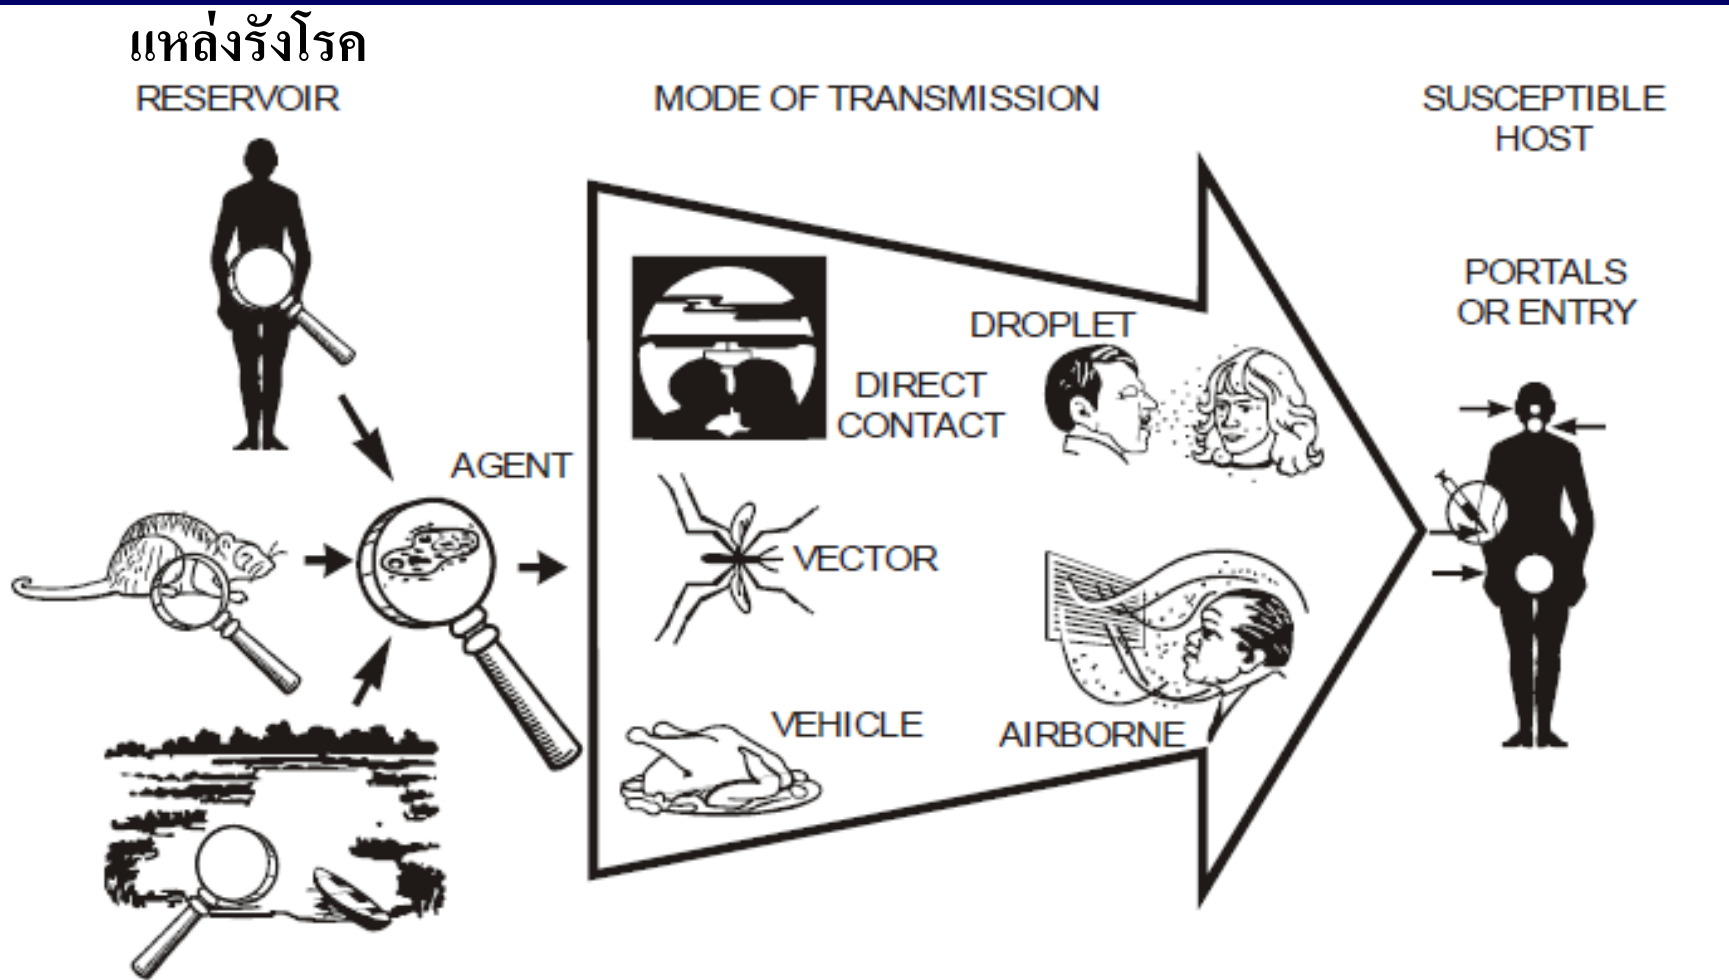 แหล่งรังโรค
RESERVOIR
MODE OF TRANSMISSION
SUSCEPTIBLE
HOST
PORTALS
OR ENTRY
DROPLET
DIRECT
CONTACT
AGENT
VECTOR
VEHICLE
AIRBORNE